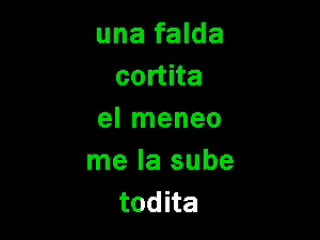 una falda
cortita
el meneo
me la sube
todita